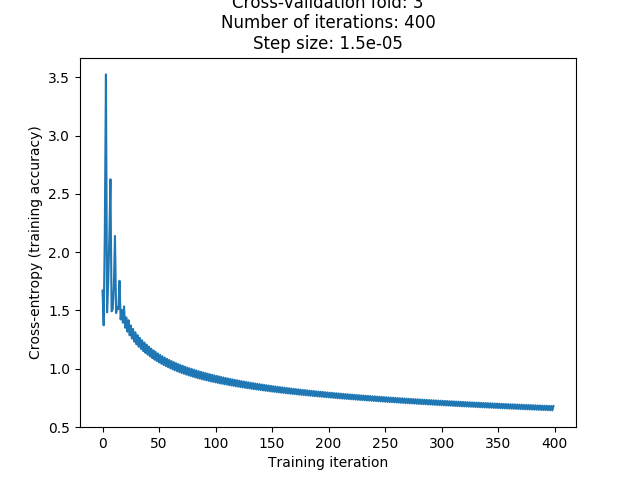 Cross-validation fold: 3
Number of iterations: 400
Step size: 1.5e-05
3.5
3.0
2.5
2.0
1.5
1.0
0.5
Cross-entropy (training accuracy)
0 50 100 150 200 250 300 350 400
Training iteration